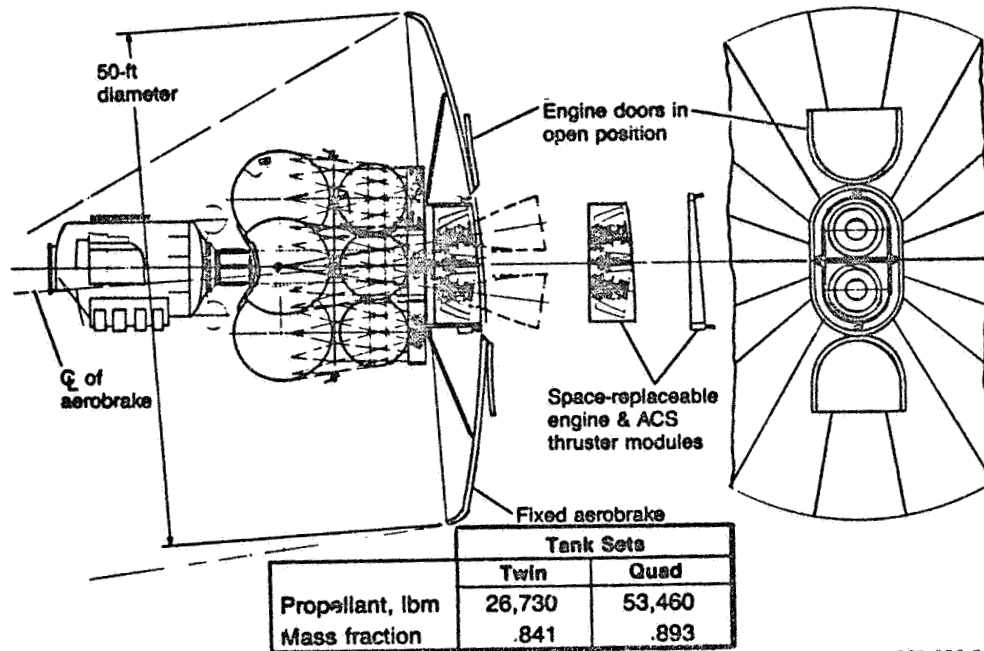 50-ft
diameter
Engine doors in
open position
℄ of
aerobrake
Space-replaceable
engine & ACS
thruster modules
Fixed aerobrake
Tank Sets
Twin Quad
Propellant, lbm 26,730 53,460
Mass fraction .841 .893